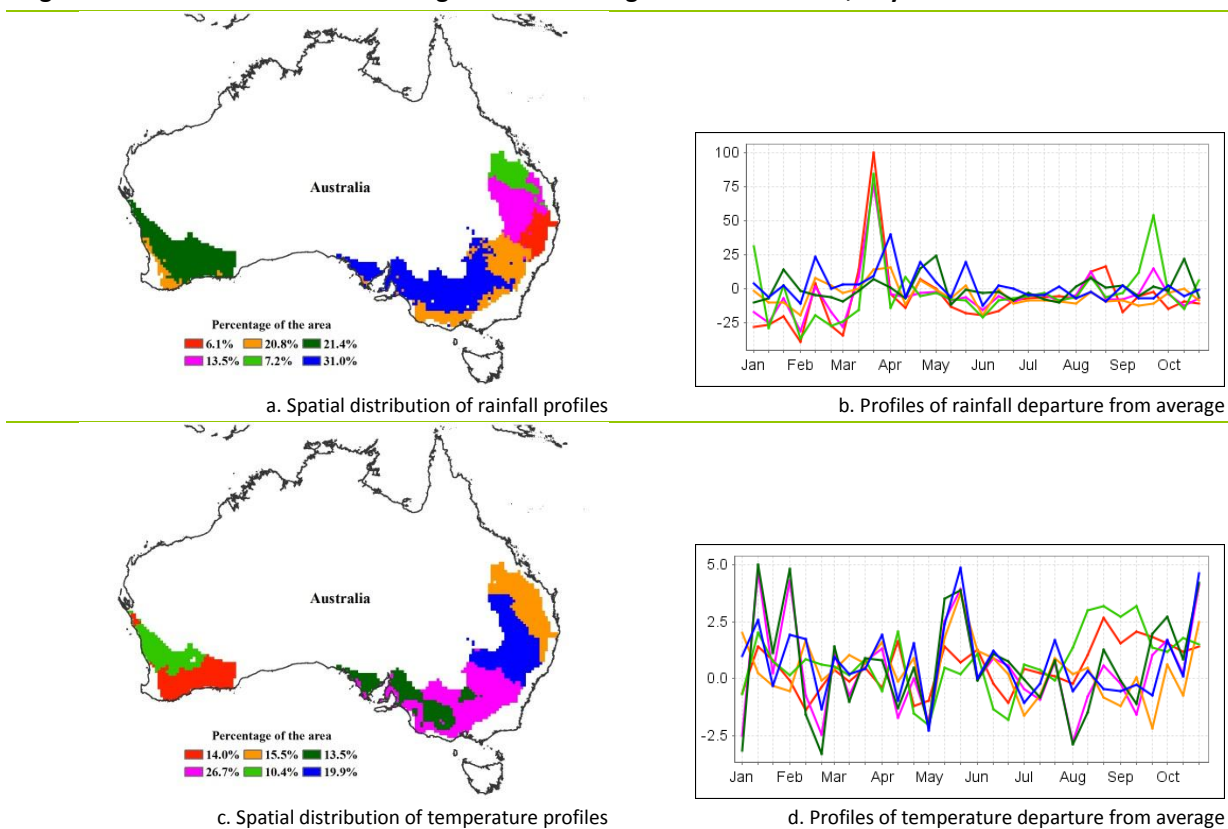 Australia
Percentage of the area
6.1% 20.8% 21.4%
13.5% 7.2% 31.0%
a. Spatial distribution of rainfall profiles
100
75
50
25
0
-25
Jan Feb Mar Apr May Jun Jul Aug Sep Oct
b. Profiles of rainfall departure from average
Australia
Percentage of the area
14.0% 15.5% 13.5%
26.7% 10.4% 19.9%
c. Spatial distribution of temperature profiles
5.0
2.5
0.0
-2.5
Jan Feb Mar Apr May Jun Jul Aug Sep Oct
d. Profiles of temperature departure from average